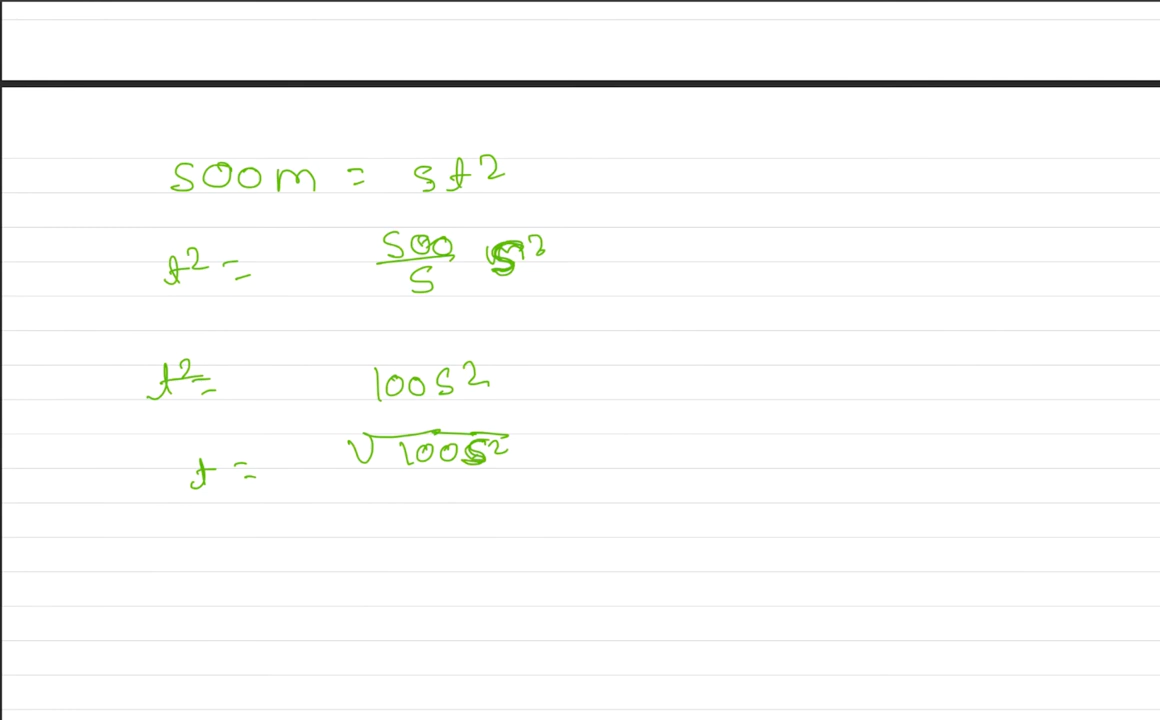 500m = 5t²
t² = 500/5 s²
t² = 100s²
t = √100s²